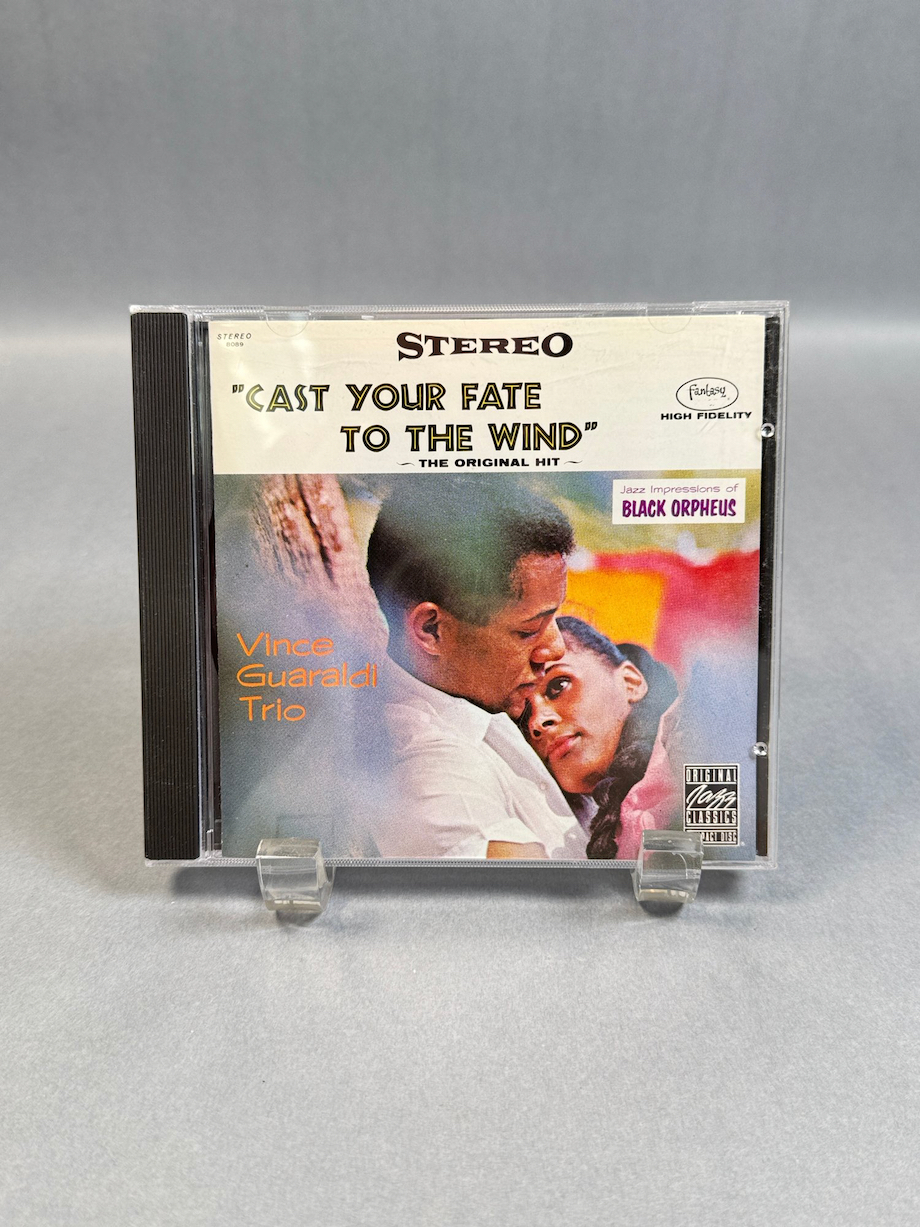 STEREO
8089
STEREO
"CAST YOUR FATE
TO THE WIND"
~ THE ORIGINAL HIT ~
Fantasy
HIGH FIDELITY
Jazz Impressions of
BLACK ORPHEUS
Vince
Guaraldi
Trio
ORIGINAL
Jazz
CLASSICS
PACT DISC